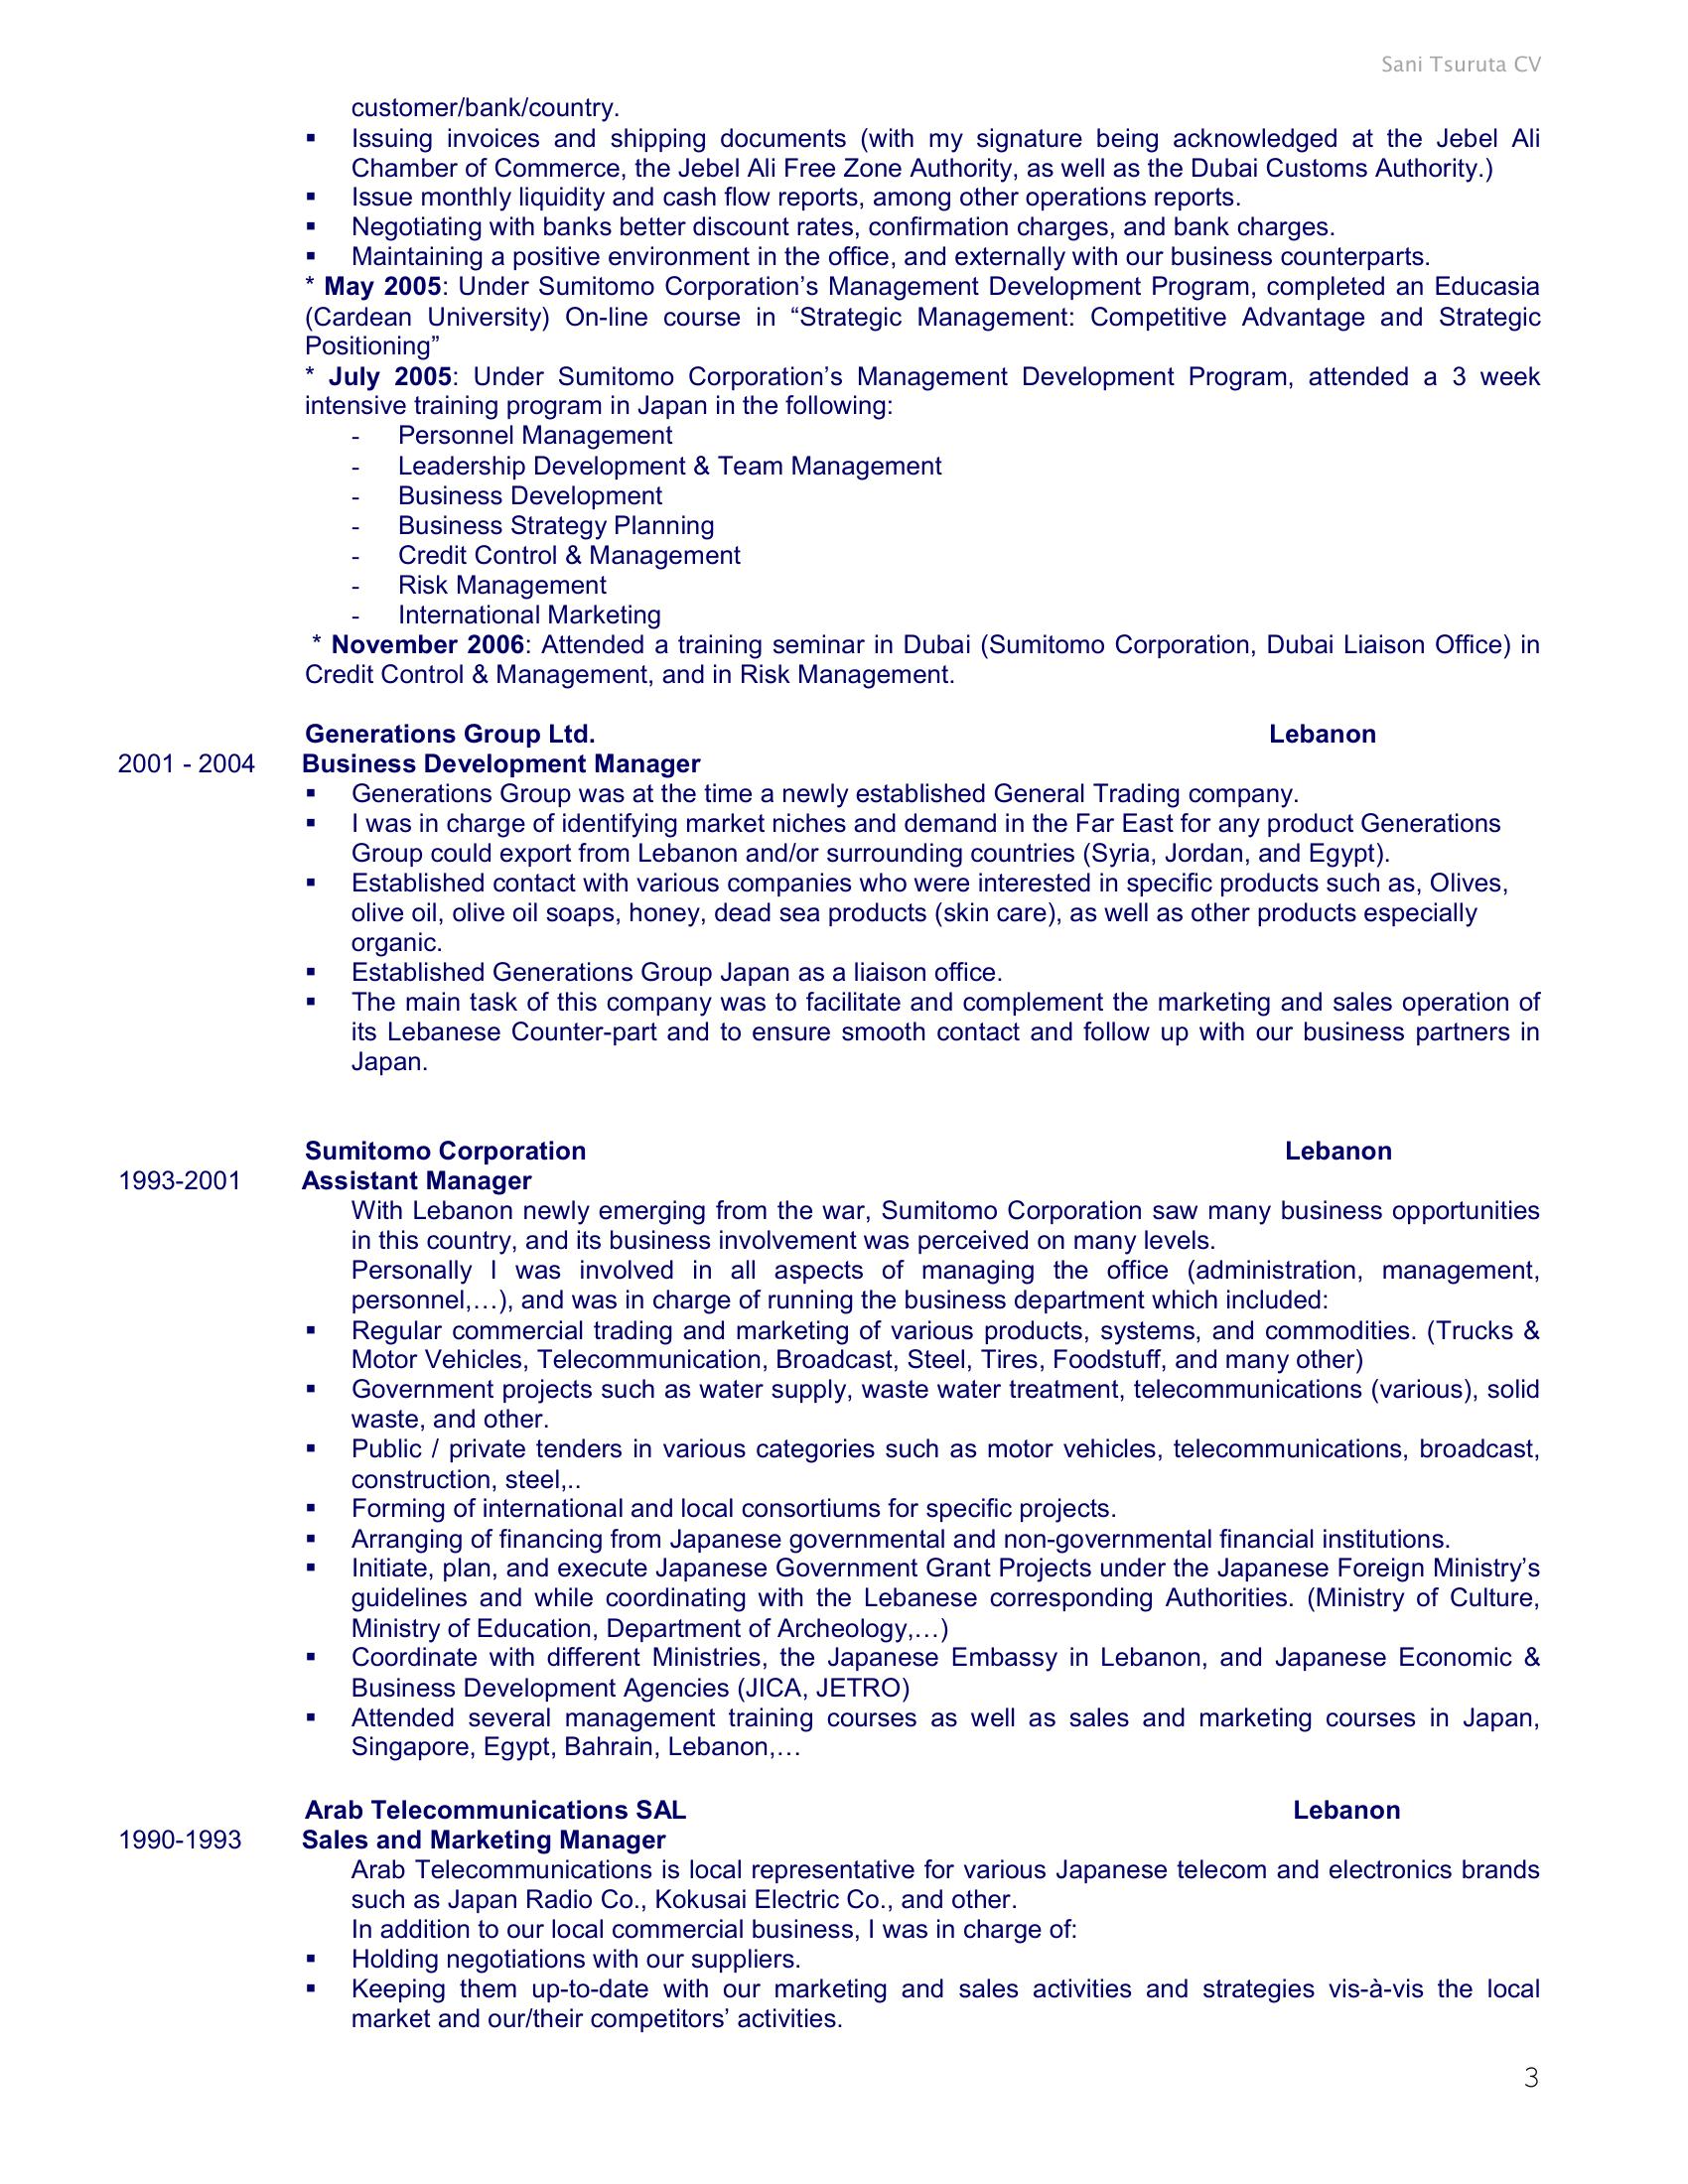 Sani Tsuruta CV
customer/bank/country.
▪ Issuing invoices and shipping documents (with my signature being acknowledged at the Jebel Ali
Chamber of Commerce, the Jebel Ali Free Zone Authority, as well as the Dubai Customs Authority.)
▪ Issue monthly liquidity and cash flow reports, among other operations reports.
▪ Negotiating with banks better discount rates, confirmation charges, and bank charges.
▪ Maintaining a positive environment in the office, and externally with our business counterparts.
* May 2005: Under Sumitomo Corporation’s Management Development Program, completed an Educasia
(Cardean University) On-line course in “Strategic Management: Competitive Advantage and Strategic
Positioning”
* July 2005: Under Sumitomo Corporation’s Management Development Program, attended a 3 week
intensive training program in Japan in the following:
- Personnel Management
- Leadership Development & Team Management
- Business Development
- Business Strategy Planning
- Credit Control & Management
- Risk Management
- International Marketing
* November 2006: Attended a training seminar in Dubai (Sumitomo Corporation, Dubai Liaison Office) in
Credit Control & Management, and in Risk Management.
Generations Group Ltd. Lebanon
2001 - 2004 Business Development Manager
▪ Generations Group was at the time a newly established General Trading company.
▪ I was in charge of identifying market niches and demand in the Far East for any product Generations
Group could export from Lebanon and/or surrounding countries (Syria, Jordan, and Egypt).
▪ Established contact with various companies who were interested in specific products such as, Olives,
olive oil, olive oil soaps, honey, dead sea products (skin care), as well as other products especially
organic.
▪ Established Generations Group Japan as a liaison office.
▪ The main task of this company was to facilitate and complement the marketing and sales operation of
its Lebanese Counter-part and to ensure smooth contact and follow up with our business partners in
Japan.
Sumitomo Corporation Lebanon
1993-2001 Assistant Manager
With Lebanon newly emerging from the war, Sumitomo Corporation saw many business opportunities
in this country, and its business involvement was perceived on many levels.
Personally I was involved in all aspects of managing the office (administration, management,
personnel,…), and was in charge of running the business department which included:
▪ Regular commercial trading and marketing of various products, systems, and commodities. (Trucks &
Motor Vehicles, Telecommunication, Broadcast, Steel, Tires, Foodstuff, and many other)
▪ Government projects such as water supply, waste water treatment, telecommunications (various), solid
waste, and other.
▪ Public / private tenders in various categories such as motor vehicles, telecommunications, broadcast,
construction, steel,..
▪ Forming of international and local consortiums for specific projects.
▪ Arranging of financing from Japanese governmental and non-governmental financial institutions.
▪ Initiate, plan, and execute Japanese Government Grant Projects under the Japanese Foreign Ministry’s
guidelines and while coordinating with the Lebanese corresponding Authorities. (Ministry of Culture,
Ministry of Education, Department of Archeology,…)
▪ Coordinate with different Ministries, the Japanese Embassy in Lebanon, and Japanese Economic &
Business Development Agencies (JICA, JETRO)
▪ Attended several management training courses as well as sales and marketing courses in Japan,
Singapore, Egypt, Bahrain, Lebanon,…
Arab Telecommunications SAL Lebanon
1990-1993 Sales and Marketing Manager
Arab Telecommunications is local representative for various Japanese telecom and electronics brands
such as Japan Radio Co., Kokusai Electric Co., and other.
In addition to our local commercial business, I was in charge of:
▪ Holding negotiations with our suppliers.
▪ Keeping them up-to-date with our marketing and sales activities and strategies vis-à-vis the local
market and our/their competitors’ activities.
3